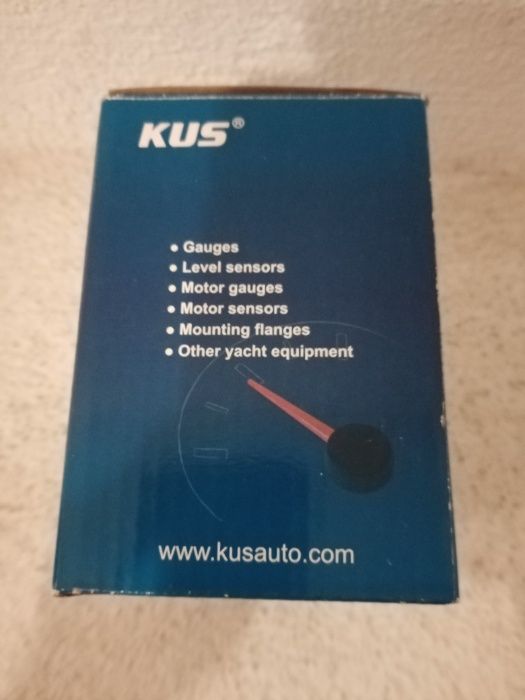 KUS®
• Gauges
• Level sensors
• Motor gauges
• Motor sensors
• Mounting flanges
• Other yacht equipment
www.kusauto.com